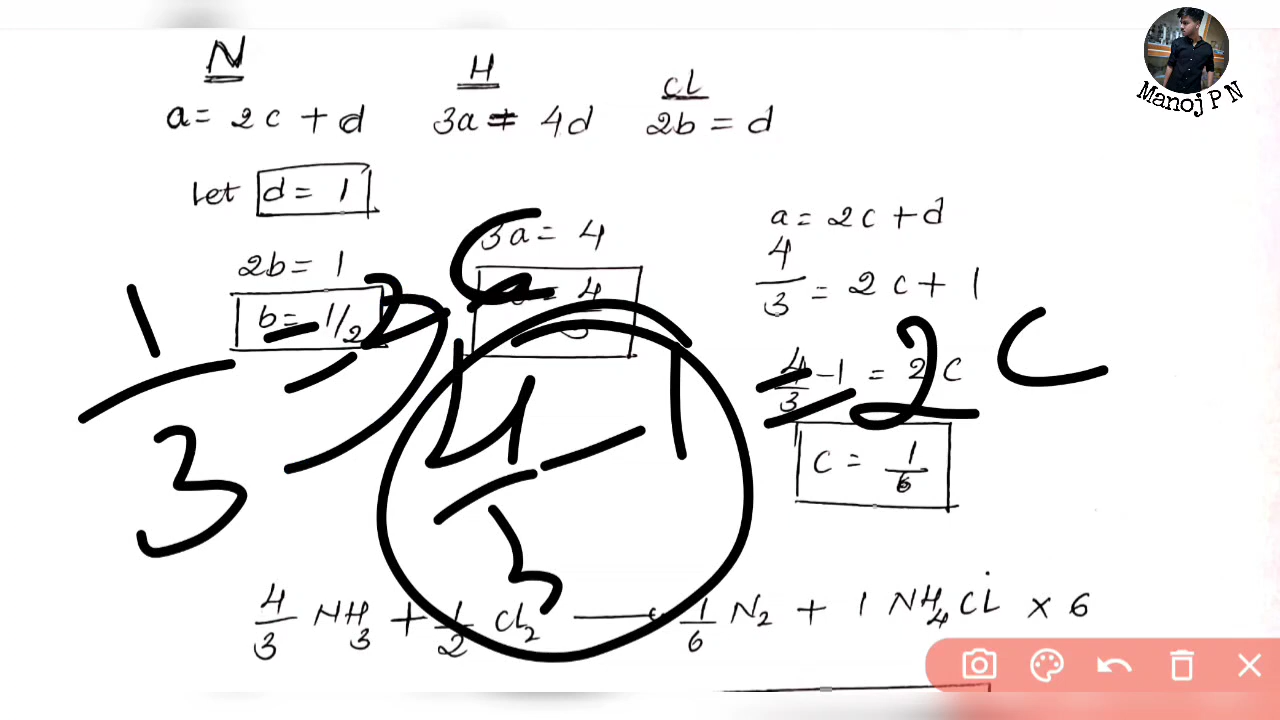 Manoj P N
N H CL
a = 2c + d 3a = 4d 2b = d
Let d = 1
a = 2c + d
2b = 1 3a = 4
4/3 = 2c + 1
b = 1/2 = 4/3
4/3 - 1 = 2c
c = 1/6
1/3 = 2c
4/3 - 1 = 2c
4/3 NH3 + 1/2 Cl2 → 1/6 N2 + 1 NH4Cl × 6